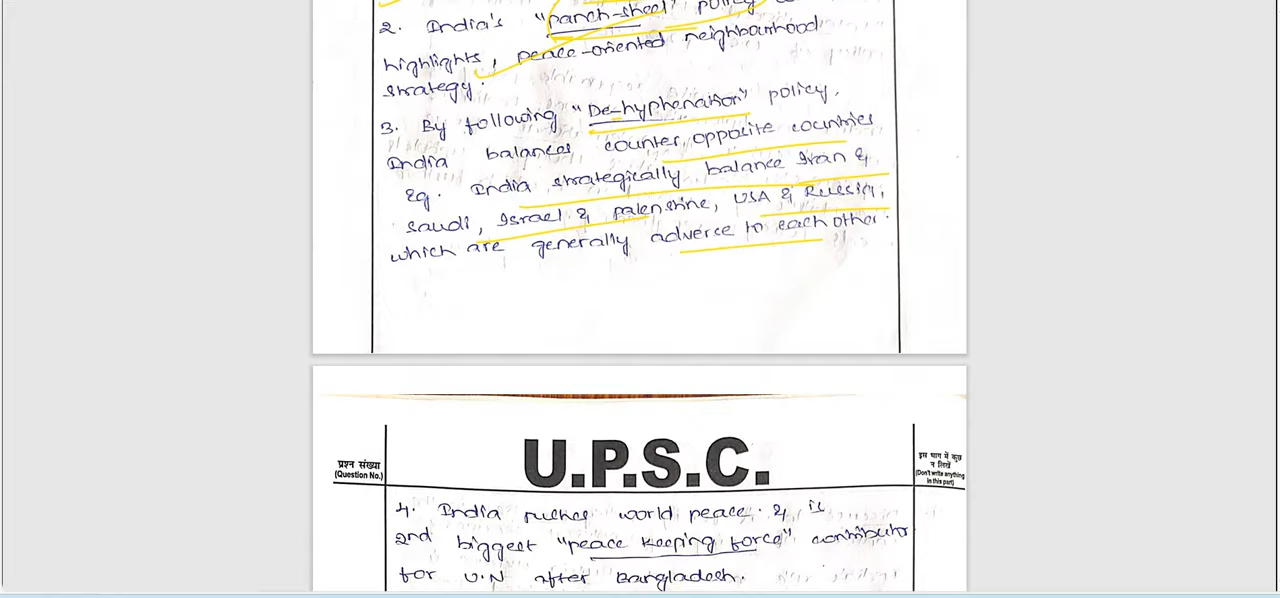 2. India's "panch-sheel" policy
highlights, peace-oriented neighbourhood
strategy.
3. By following "De-hyphenation" policy,
India balances counter, opposite countries
Eg. India strategically balance Iran &
Saudi, Israel & Palenstine, USA & Russia,
which are generally adverse to each other.
U.P.S.C.
प्रश्न संख्या
(Question No.)
इस भाग में कुछ
न लिखें
(Don't write anything
in this part)
4. India world peace. & is
2nd biggest "peace keeping force" contributor
for U.N after Bangladesh.